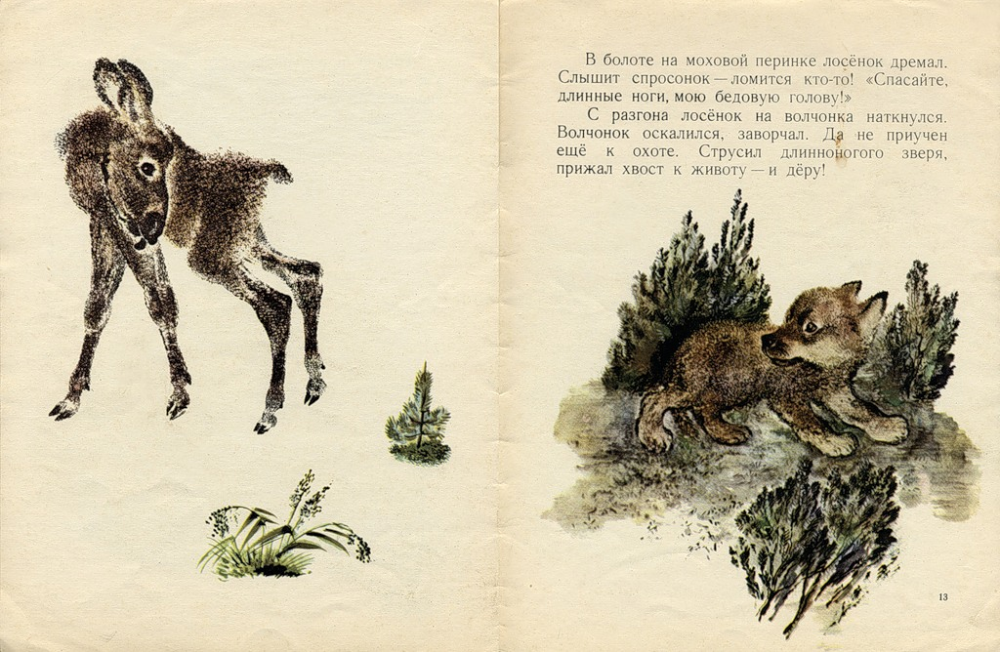 В болоте на моховой перинке лосёнок дремал.
Слышит спросонок — ломится кто-то! «Спасайте,
длинные ноги, мою бедовую голову!»
С разгона лосёнок на волчонка наткнулся.
Волчонок оскалился, заворчал. Да не приучен
ещё к охоте. Струсил длинноногого зверя,
прижал хвост к животу — и дёру!
13